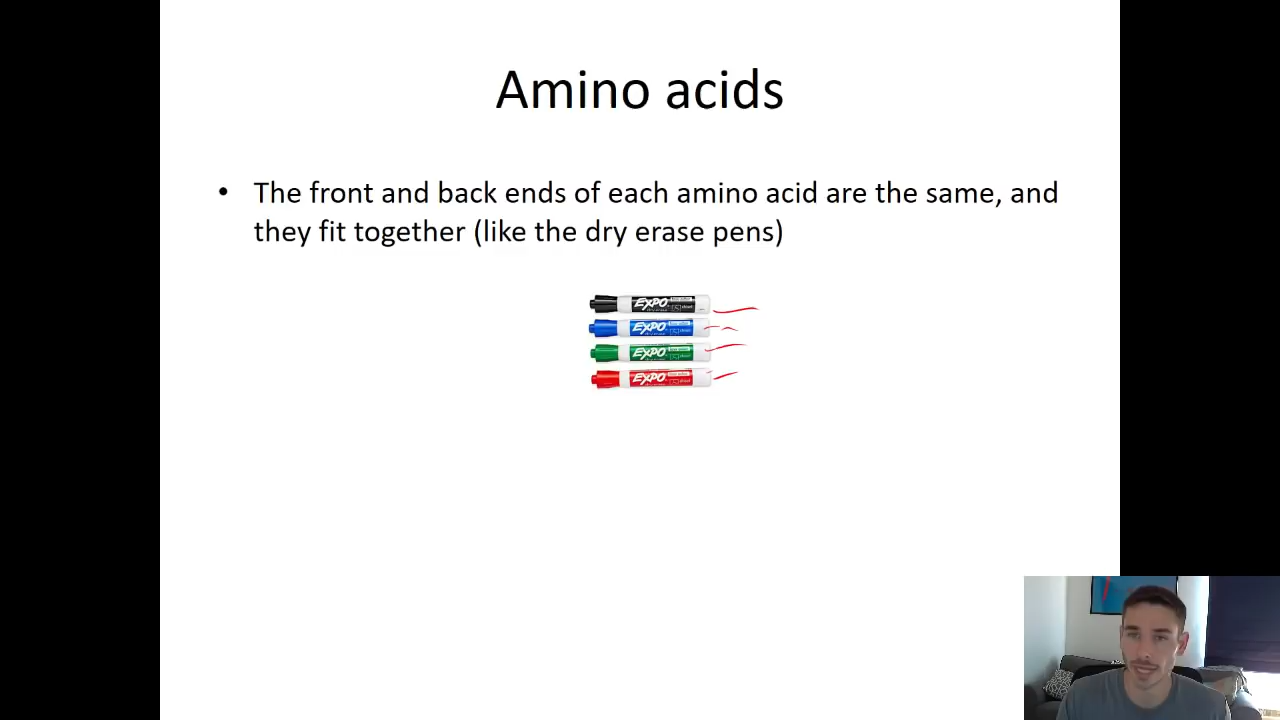 Amino acids
• The front and back ends of each amino acid are the same, and
they fit together (like the dry erase pens)
EXPO
EXPO
EXPO
EXPO